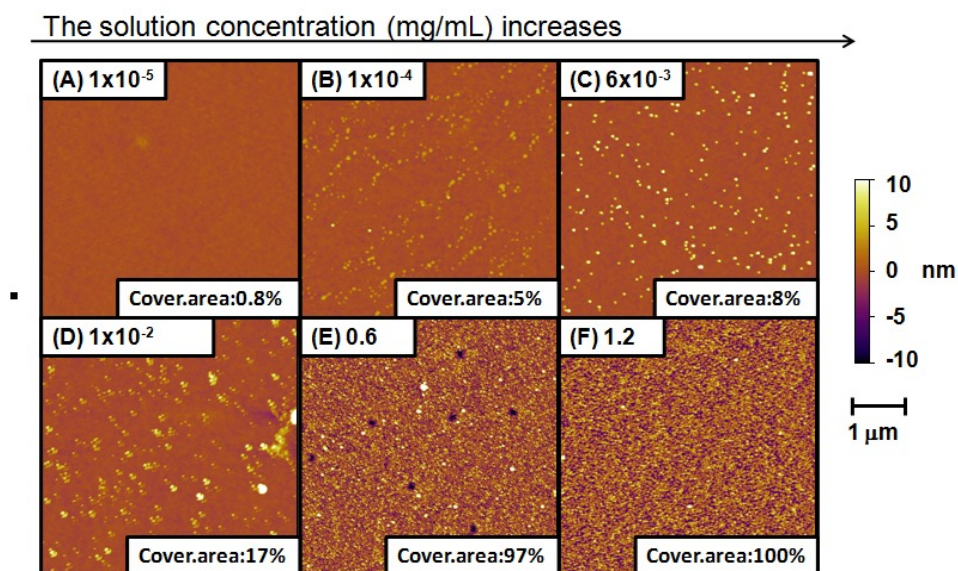 The solution concentration (mg/mL) increases
(A) 1x10⁻⁵
(B) 1x10⁻⁴
(C) 6x10⁻³
Cover.area:0.8%
Cover.area:5%
Cover.area:8%
(D) 1x10⁻²
(E) 0.6
(F) 1.2
Cover.area:17%
Cover.area:97%
Cover.area:100%
10
5
0 nm
-5
-10
1 μm